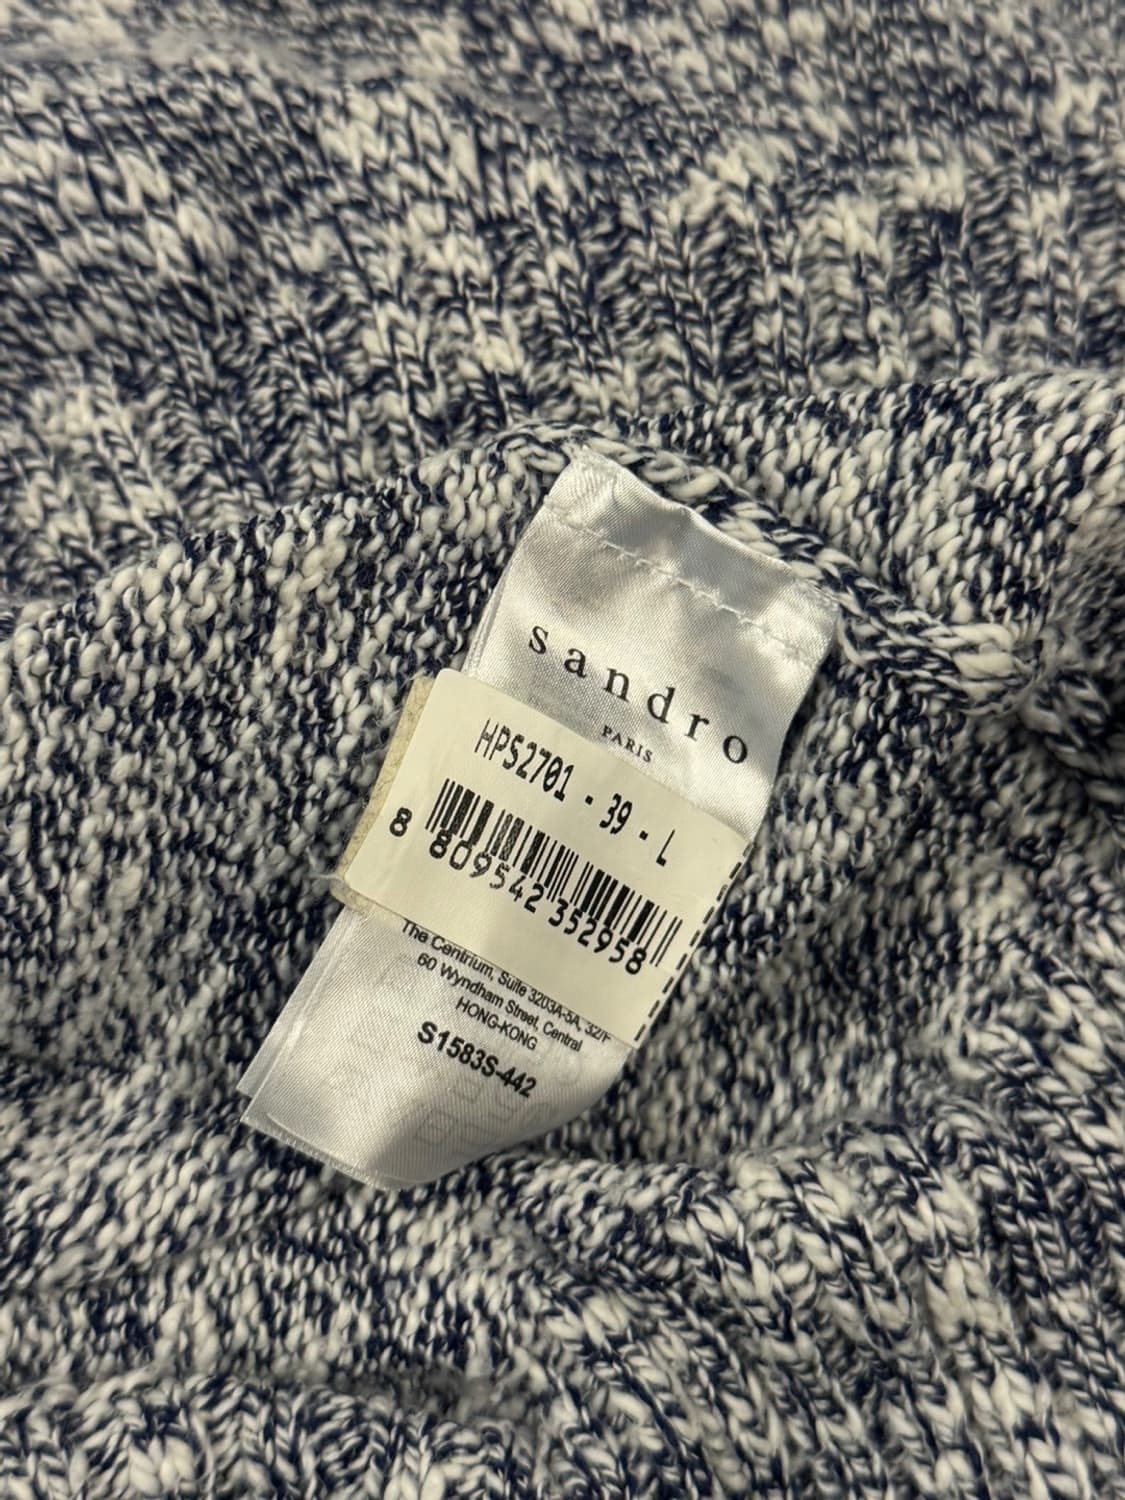 sandro
PARIS
HPS2701 - 39 - L
8 809542 352958
The Centrium, Suite 3203A-5A, 32/F
60 Wyndham Street, Central
HONG-KONG
S1583S-442